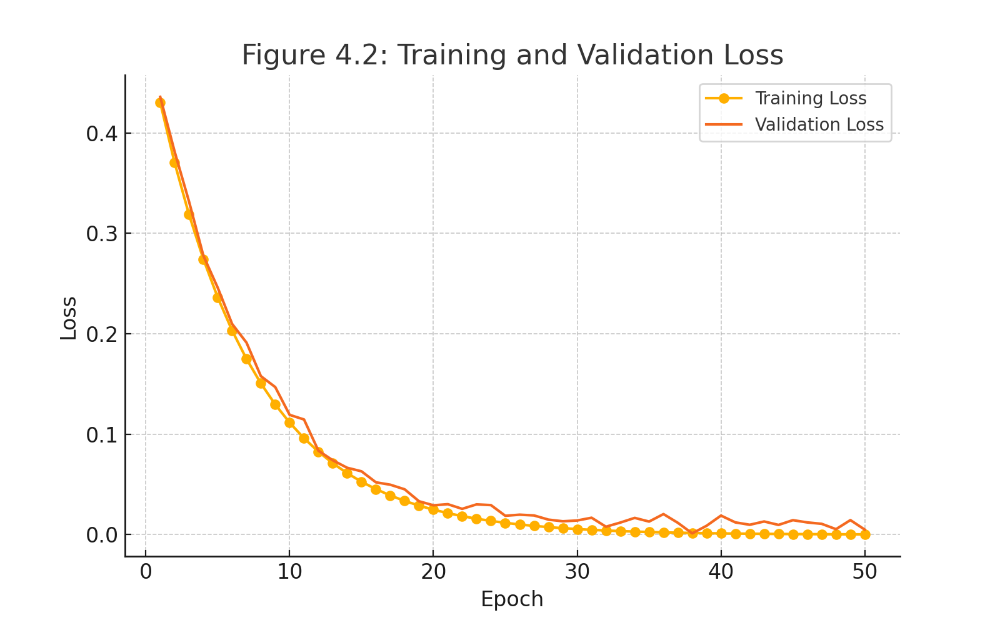 Figure 4.2: Training and Validation Loss
Training Loss
Validation Loss
0.4
0.3
0.2
0.1
0.0
Loss
0 10 20 30 40 50
Epoch